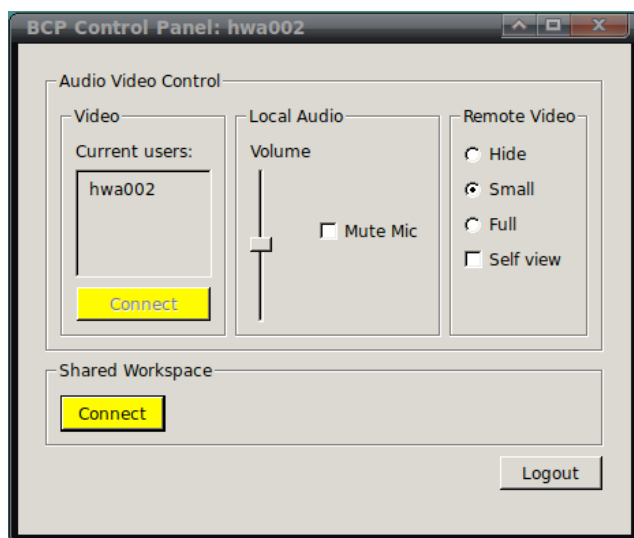 BCP Control Panel: hwa002
Audio Video Control
Video
Current users:
hwa002
Connect
Local Audio
Volume
Mute Mic
Remote Video
Hide
Small
Full
Self view
Shared Workspace
Connect
Logout